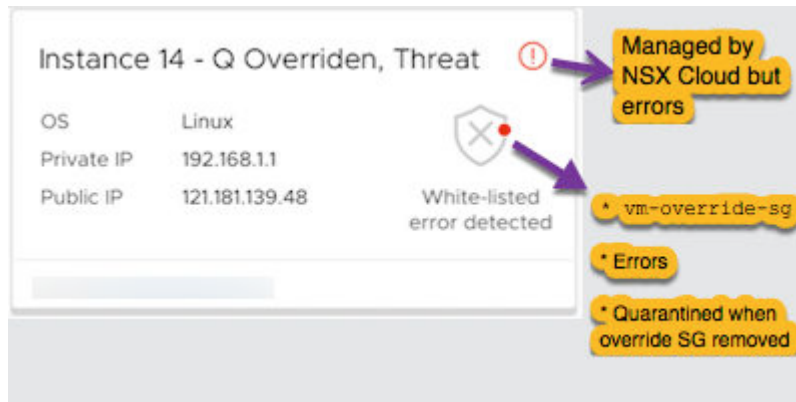 Instance 14 - Q Overriden, Threat
OS Linux
Private IP 192.168.1.1
Public IP 121.181.139.48
White-listed
error detected
Managed by
NSX Cloud but
errors
* vm-override-sg
* Errors
* Quarantined when
override SG removed